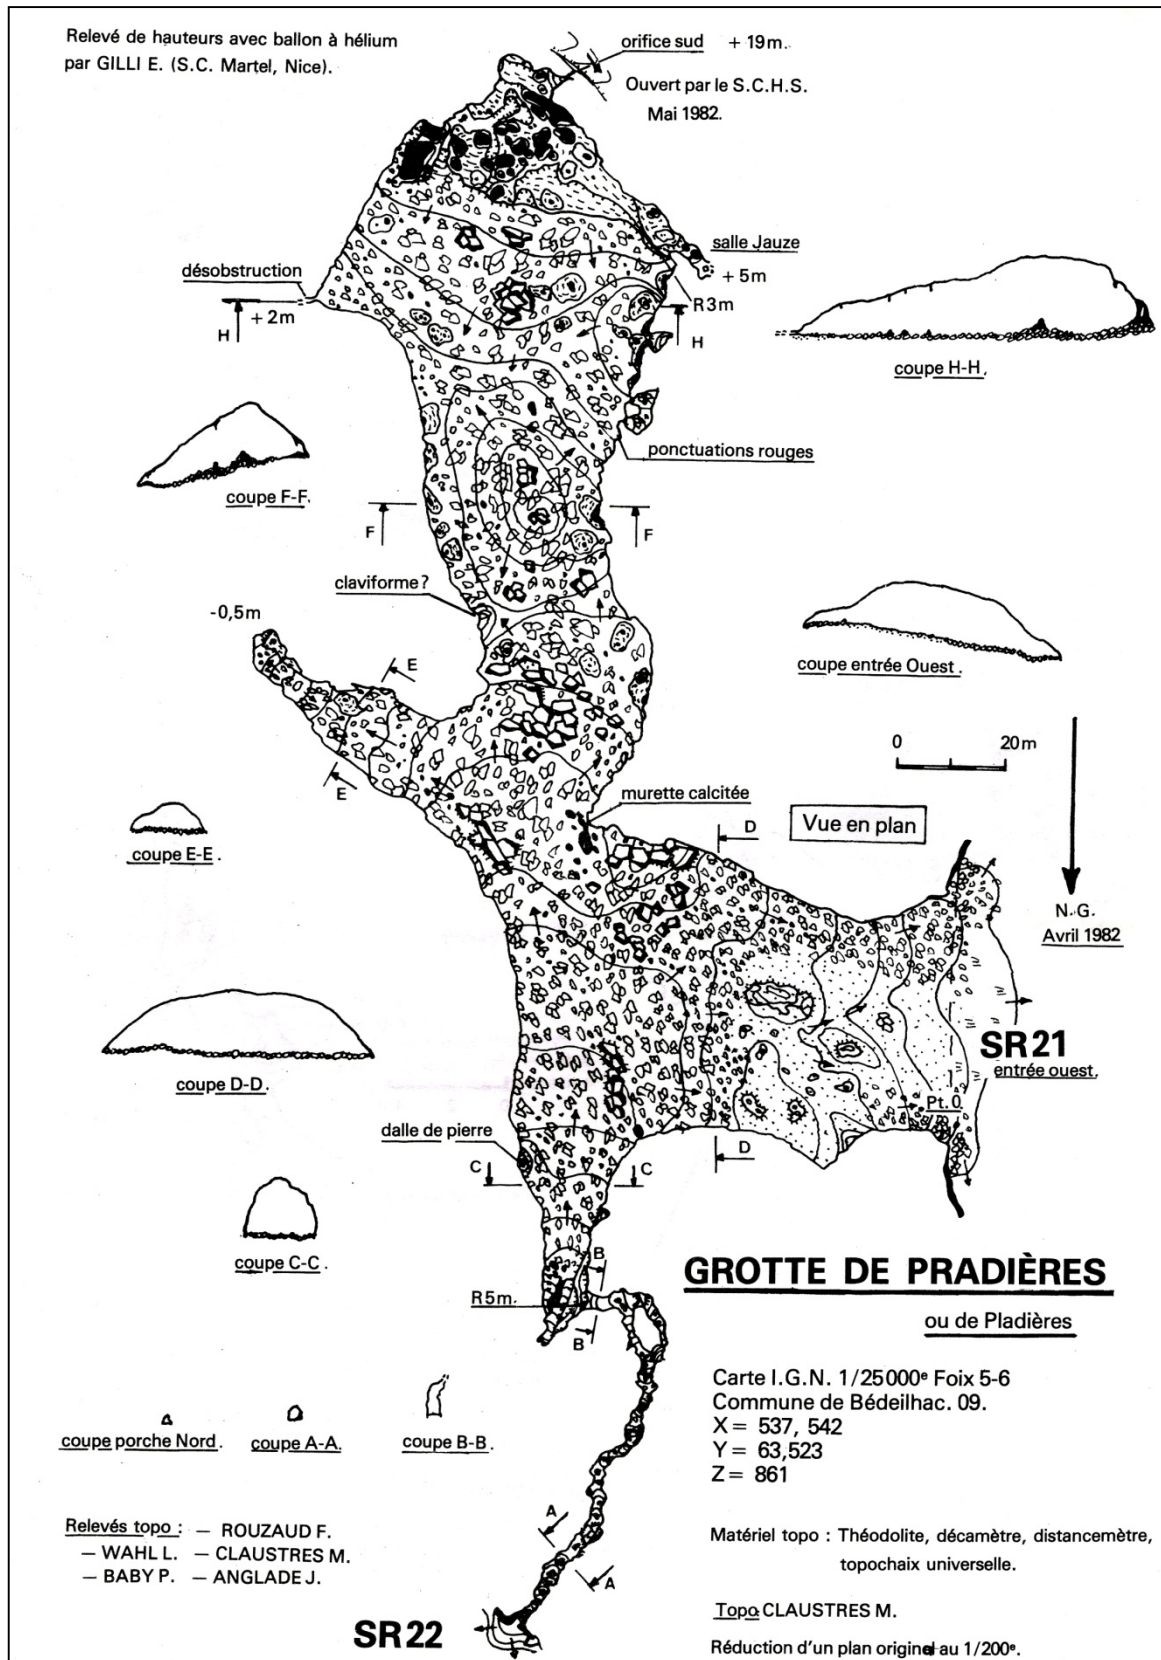 Relevé de hauteurs avec ballon à hélium
par GILLI E. (S.C. Martel, Nice).
orifice sud + 19m.
Ouvert par le S.C.H.S.
Mai 1982.
salle Jauze
+ 5m
désobstruction
+ 2m
R3m
H
H
coupe H-H.
ponctuations rouges
coupe F-F.
F
F
claviforme ?
-0,5m
coupe entrée Ouest.
E
E
0 20m
murette calcitée
D
Vue en plan
coupe E-E.
N.G.
Avril 1982
SR21
entrée ouest.
coupe D-D.
Pt.0
dalle de pierre
D
C
C
coupe C-C.
B
R5m.
B
GROTTE DE PRADIÈRES
ou de Pladières
Carte I.G.N. 1/25000e Foix 5-6
Commune de Bédeilhac. 09.
X = 537, 542
Y = 63,523
Z = 861
coupe porche Nord. coupe A-A. coupe B-B.
A
A
Relevés topo : — ROUZAUD F.
— WAHL L. — CLAUSTRES M.
— BABY P. — ANGLADE J.
Matériel topo : Théodolite, décamètre, distancemètre,
topochaix universelle.
Topo CLAUSTRES M.
SR22
Réduction d'un plan original au 1/200e.